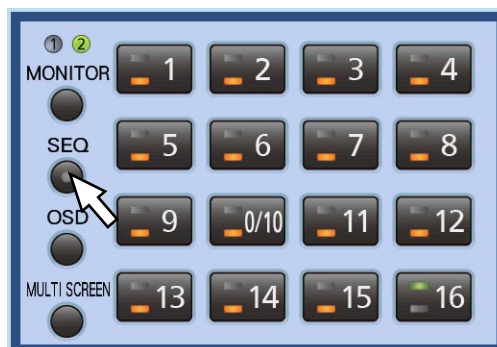 1 2
MONITOR
1 2 3 4
SEQ
5 6 7 8
OSD
9 0/10 11 12
MULTI SCREEN
13 14 15 16